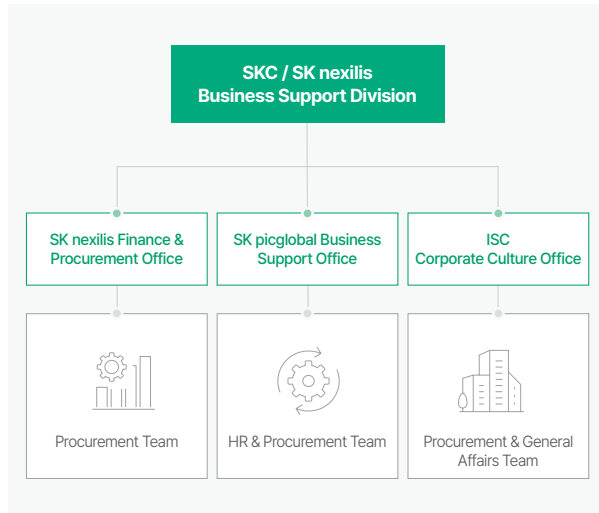 SKC / SK nexilis
Business Support Division
SK nexilis Finance &
Procurement Office
SK picglobal Business
Support Office
ISC
Corporate Culture Office
Procurement Team
HR & Procurement Team
Procurement & General
Affairs Team